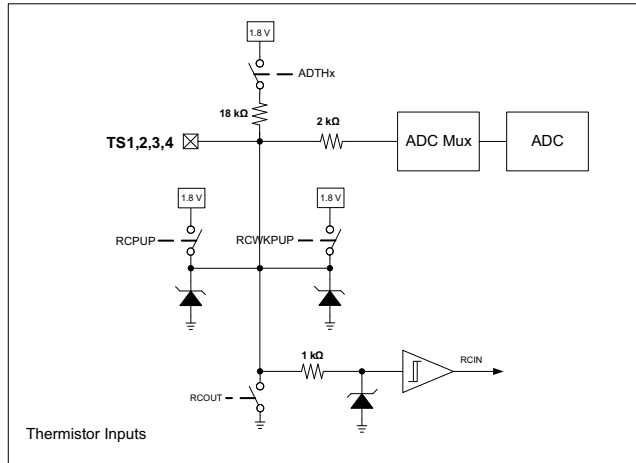 1.8 V
ADTHx
18 kΩ
2 kΩ
TS1,2,3,4
ADC Mux
ADC
1.8 V
1.8 V
RCPUP
RCWKPUP
1 kΩ
RCIN
RCOUT
Thermistor Inputs